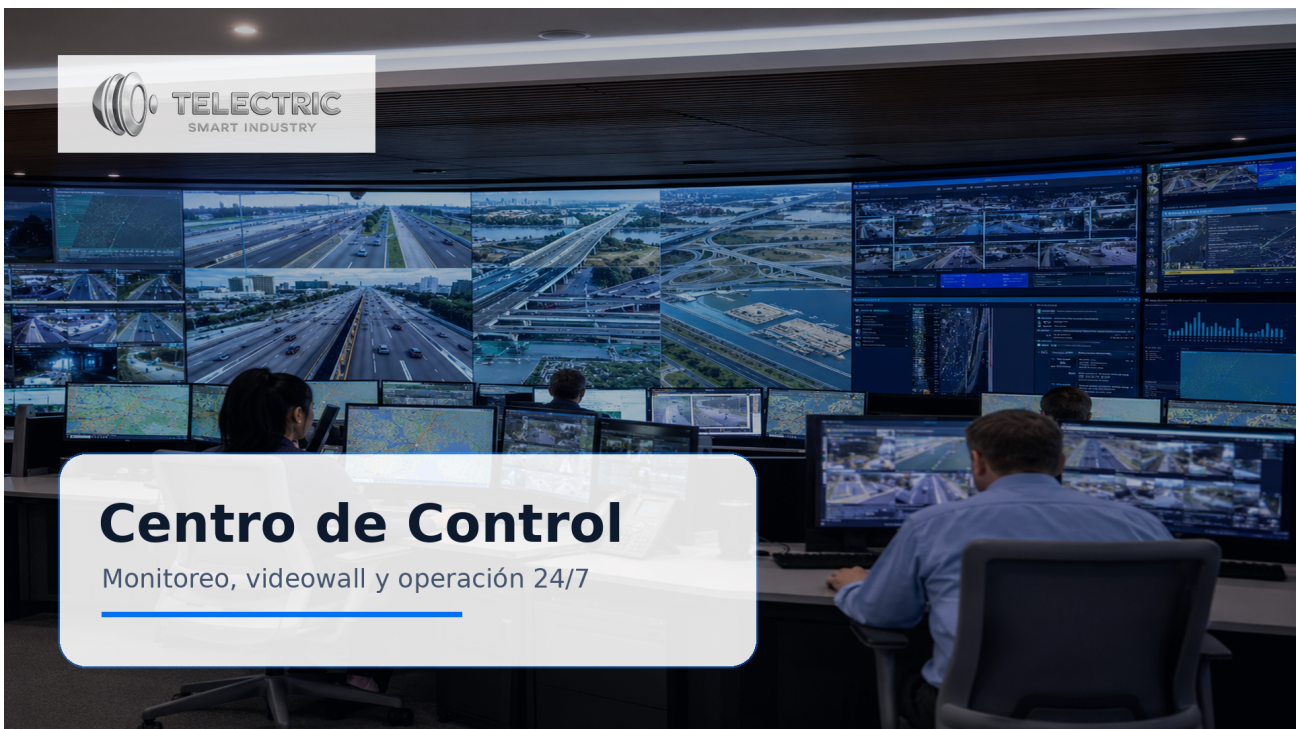 TELECTRIC
SMART INDUSTRY
Centro de Control
Monitoreo, videowall y operación 24/7